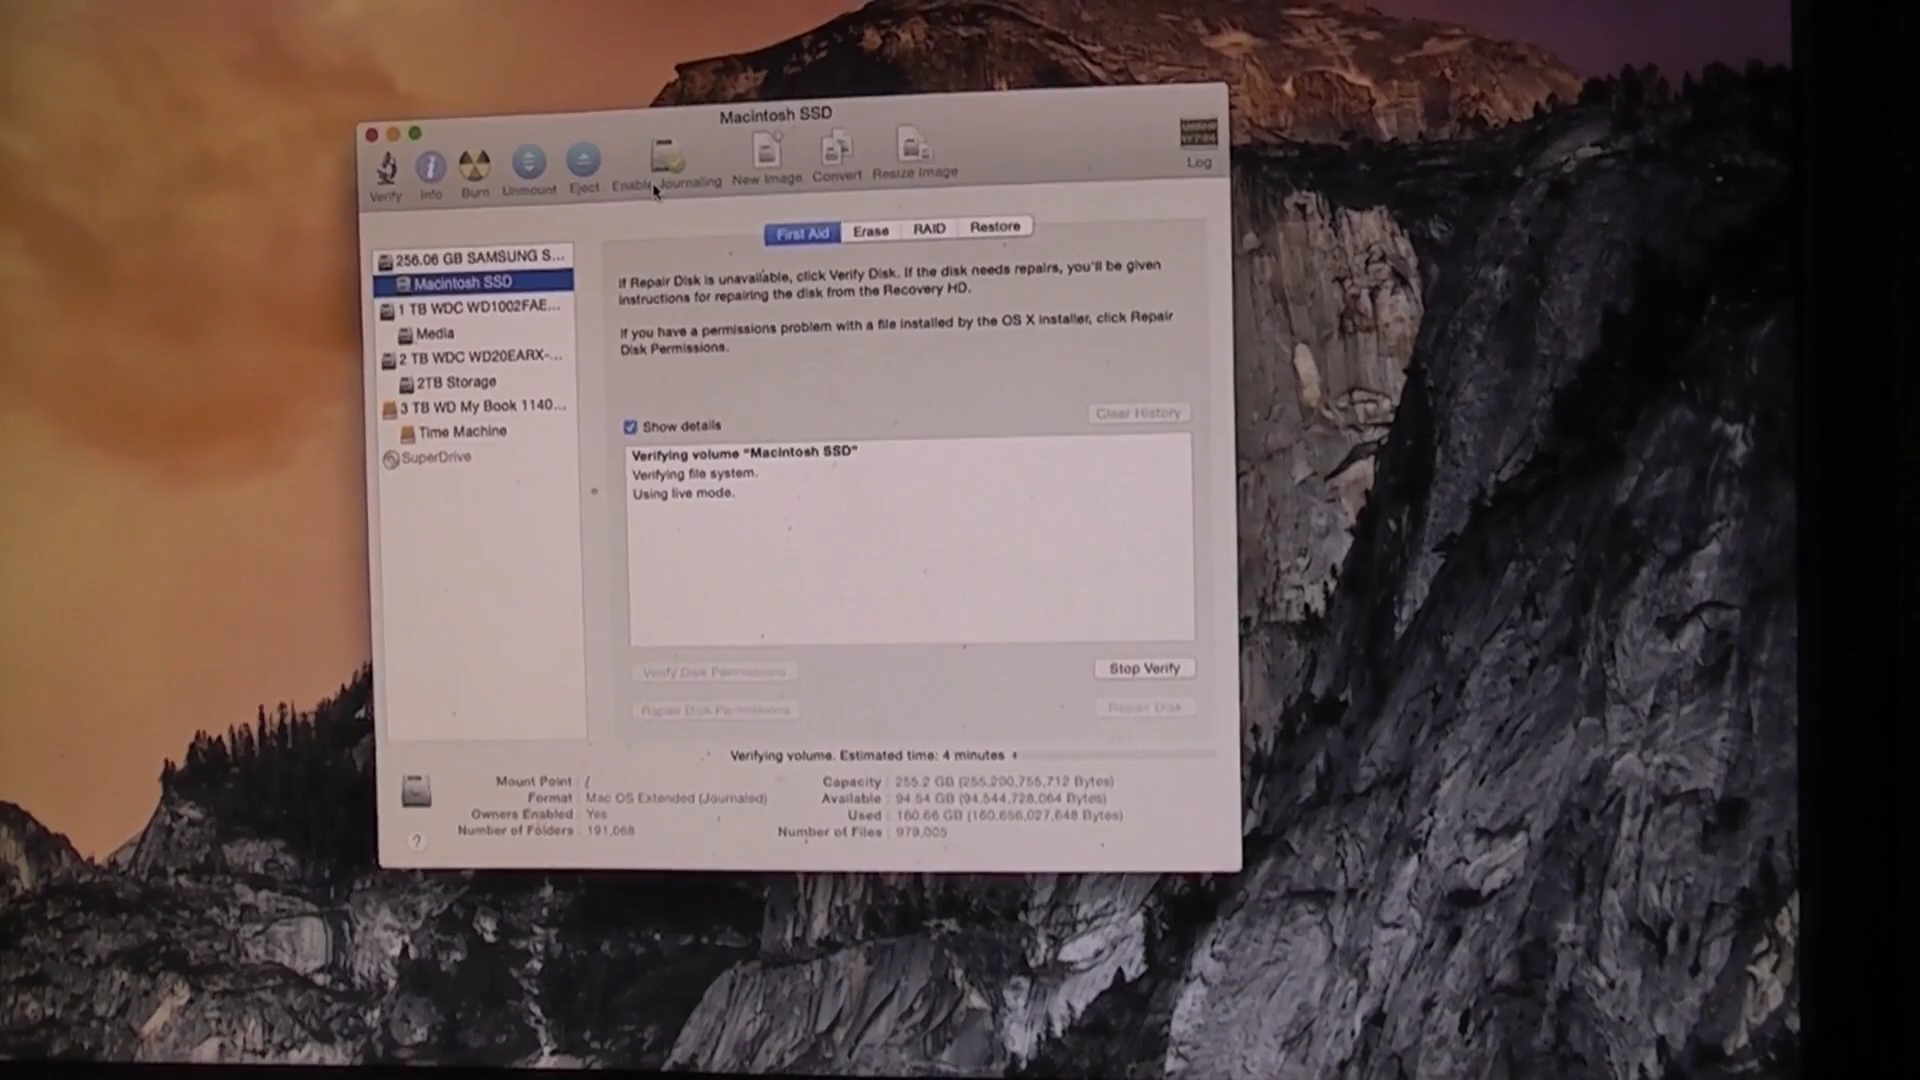 Macintosh SSD
Verify
Info
Burn
Unmount
Eject
Enable Journaling
New Image
Convert
Resize Image
Log
256.06 GB SAMSUNG S...
Macintosh SSD
1 TB WDC WD1002FAE...
Media
2 TB WDC WD20EARX-...
2TB Storage
3 TB WD My Book 1140...
Time Machine
SuperDrive
First Aid
Erase
RAID
Restore
If Repair Disk is unavailable, click Verify Disk. If the disk needs repairs, you'll be given
instructions for repairing the disk from the Recovery HD.
If you have a permissions problem with a file installed by the OS X installer, click Repair
Disk Permissions.
Show details
Clear History
Verifying volume "Macintosh SSD"
Verifying file system.
Using live mode.
Verify Disk Permissions
Stop Verify
Repair Disk Permissions
Repair Disk
Verifying volume. Estimated time: 4 minutes
Mount Point : /
Format : Mac OS Extended (Journaled)
Owners Enabled : Yes
Number of Folders : 191,068
Capacity : 255.2 GB (255,200,755,712 Bytes)
Available : 94.54 GB (94,544,728,064 Bytes)
Used : 160.66 GB (160,656,027,648 Bytes)
Number of Files : 979,005
?